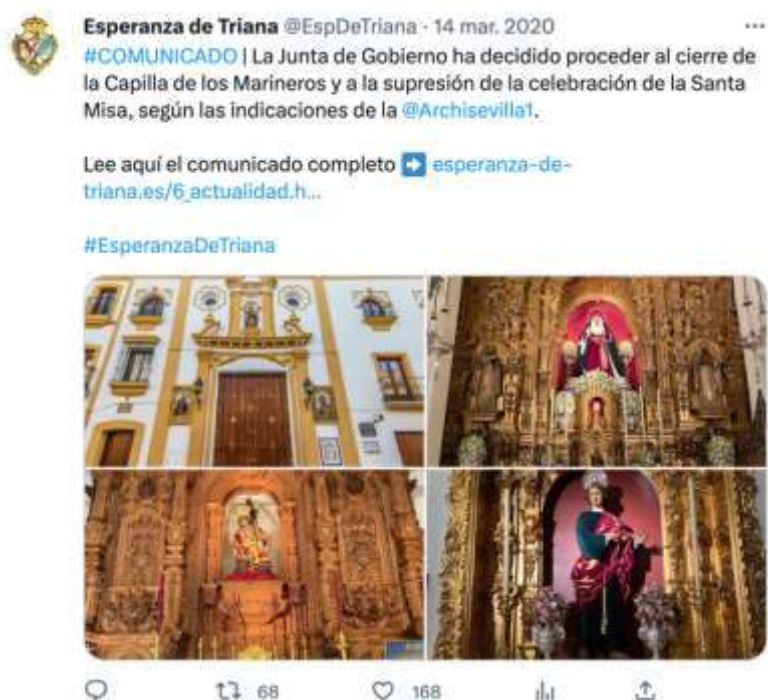 Esperanza de Triana @EspDeTriana · 14 mar. 2020
#COMUNICADO | La Junta de Gobierno ha decidido proceder al cierre de
la Capilla de los Marineros y a la supresión de la celebración de la Santa
Misa, según las indicaciones de la @Archisevilla1.
Lee aquí el comunicado completo ➡️ esperanza-de-
triana.es/6_actualidad.h...
#EsperanzaDeTriana
68 168